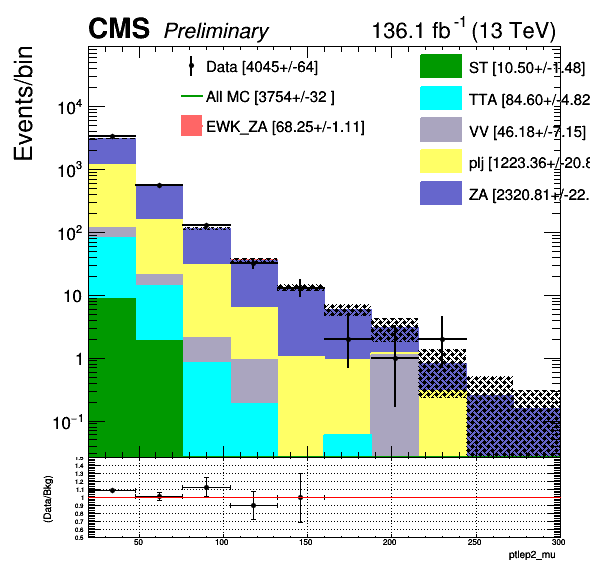 CMS Preliminary 136.1 fb⁻¹ (13 TeV)
Events/bin
Data [4045+/-64]
All MC [3754+/-32 ]
EWK_ZA [68.25+/-1.11]
ST [10.50+/-1.48]
TTA [84.60+/-4.82
VV [46.18+/-7.15]
plj [1223.36+/-20.8
ZA [2320.81+/-22.
10⁴
10³
10²
10
1
10⁻¹
(Data/Bkg)
1.5
1.4
1.3
1.2
1.1
1
0.9
0.8
0.7
0.6
0.5
50 100 150 200 250 300
ptlep2_mu